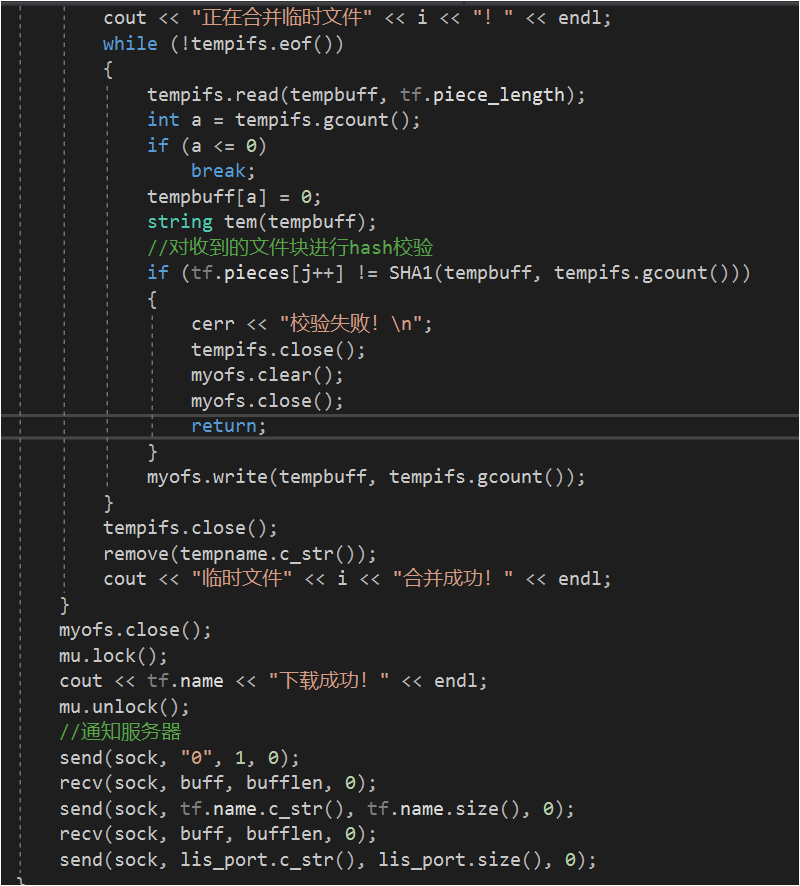 cout << "正在合并临时文件" << i << "! " << endl;
while (!tempifs.eof())
{
tempifs.read(tempbuff, tf.piece_length);
int a = tempifs.gcount();
if (a <= 0)
break;
tempbuff[a] = 0;
string tem(tempbuff);
//对收到的文件块进行hash校验
if (tf.pieces[j++] != SHA1(tempbuff, tempifs.gcount()))
{
cerr << "校验失败！\n";
tempifs.close();
myofs.clear();
myofs.close();
return;
}
myofs.write(tempbuff, tempifs.gcount());
}
tempifs.close();
remove(tempname.c_str());
cout << "临时文件" << i << "合并成功！" << endl;
}
myofs.close();
mu.lock();
cout << tf.name << "下载成功！" << endl;
mu.unlock();
//通知服务器
send(sock, "0", 1, 0);
recv(sock, buff, bufflen, 0);
send(sock, tf.name.c_str(), tf.name.size(), 0);
recv(sock, buff, bufflen, 0);
send(sock, lis_port.c_str(), lis_port.size(), 0);
}